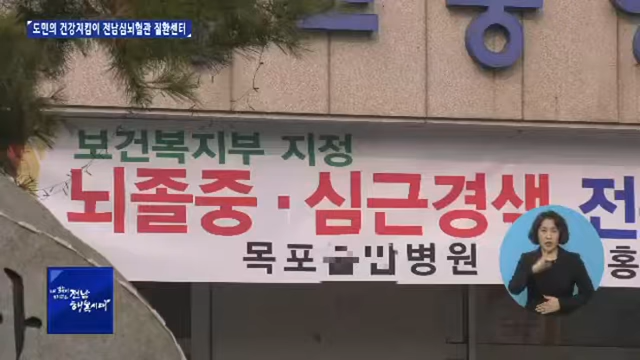 도민의 건강지킴이 전남심뇌혈관 질환센터
보건복지부 지정
뇌졸중 · 심근경색 전
목포 병원 홍
전남
행복시대